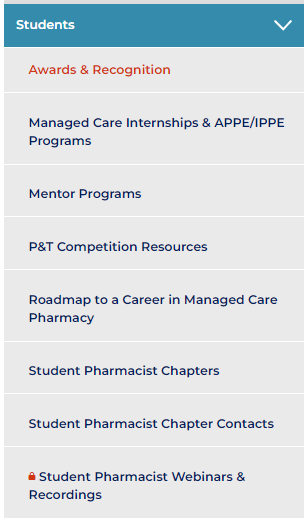 Students
Awards & Recognition
Managed Care Internships & APPE/IPPE
Programs
Mentor Programs
P&T Competition Resources
Roadmap to a Career in Managed Care
Pharmacy
Student Pharmacist Chapters
Student Pharmacist Chapter Contacts
Student Pharmacist Webinars &
Recordings